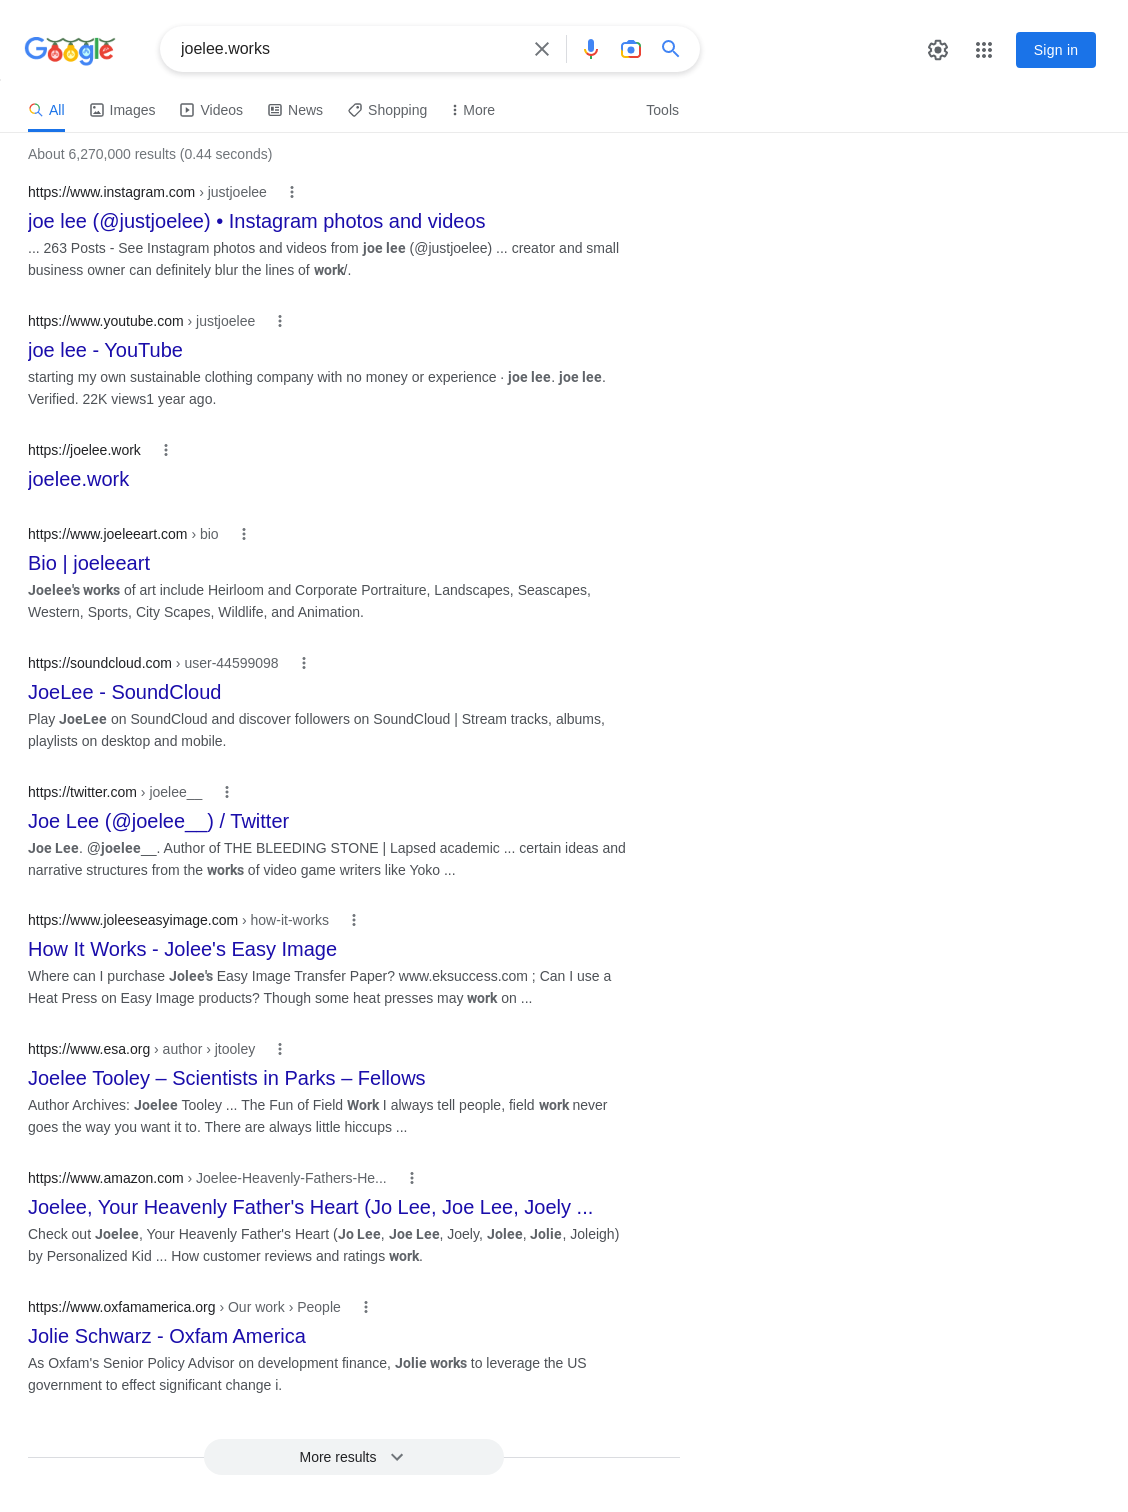 Google
joelee.works
Sign in
All
Images
Videos
News
Shopping
More
Tools
About 6,270,000 results (0.44 seconds)
https://www.instagram.com › justjoelee
joe lee (@justjoelee) • Instagram photos and videos
... 263 Posts - See Instagram photos and videos from joe lee (@justjoelee) ... creator and small
business owner can definitely blur the lines of work/.
https://www.youtube.com › justjoelee
joe lee - YouTube
starting my own sustainable clothing company with no money or experience · joe lee. joe lee.
Verified. 22K views1 year ago.
https://joelee.work
joelee.work
https://www.joeleeart.com › bio
Bio | joeleeart
Joelee's works of art include Heirloom and Corporate Portraiture, Landscapes, Seascapes,
Western, Sports, City Scapes, Wildlife, and Animation.
https://soundcloud.com › user-44599098
JoeLee - SoundCloud
Play JoeLee on SoundCloud and discover followers on SoundCloud | Stream tracks, albums,
playlists on desktop and mobile.
https://twitter.com › joelee__
Joe Lee (@joelee__) / Twitter
Joe Lee. @joelee__. Author of THE BLEEDING STONE | Lapsed academic ... certain ideas and
narrative structures from the works of video game writers like Yoko ...
https://www.joleeseasyimage.com › how-it-works
How It Works - Jolee's Easy Image
Where can I purchase Jolee's Easy Image Transfer Paper? www.eksuccess.com ; Can I use a
Heat Press on Easy Image products? Though some heat presses may work on ...
https://www.esa.org › author › jtooley
Joelee Tooley – Scientists in Parks – Fellows
Author Archives: Joelee Tooley ... The Fun of Field Work I always tell people, field work never
goes the way you want it to. There are always little hiccups ...
https://www.amazon.com › Joelee-Heavenly-Fathers-He...
Joelee, Your Heavenly Father's Heart (Jo Lee, Joe Lee, Joely ...
Check out Joelee, Your Heavenly Father's Heart (Jo Lee, Joe Lee, Joely, Jolee, Jolie, Joleigh)
by Personalized Kid ... How customer reviews and ratings work.
https://www.oxfamamerica.org › Our work › People
Jolie Schwarz - Oxfam America
As Oxfam's Senior Policy Advisor on development finance, Jolie works to leverage the US
government to effect significant change i.
More results